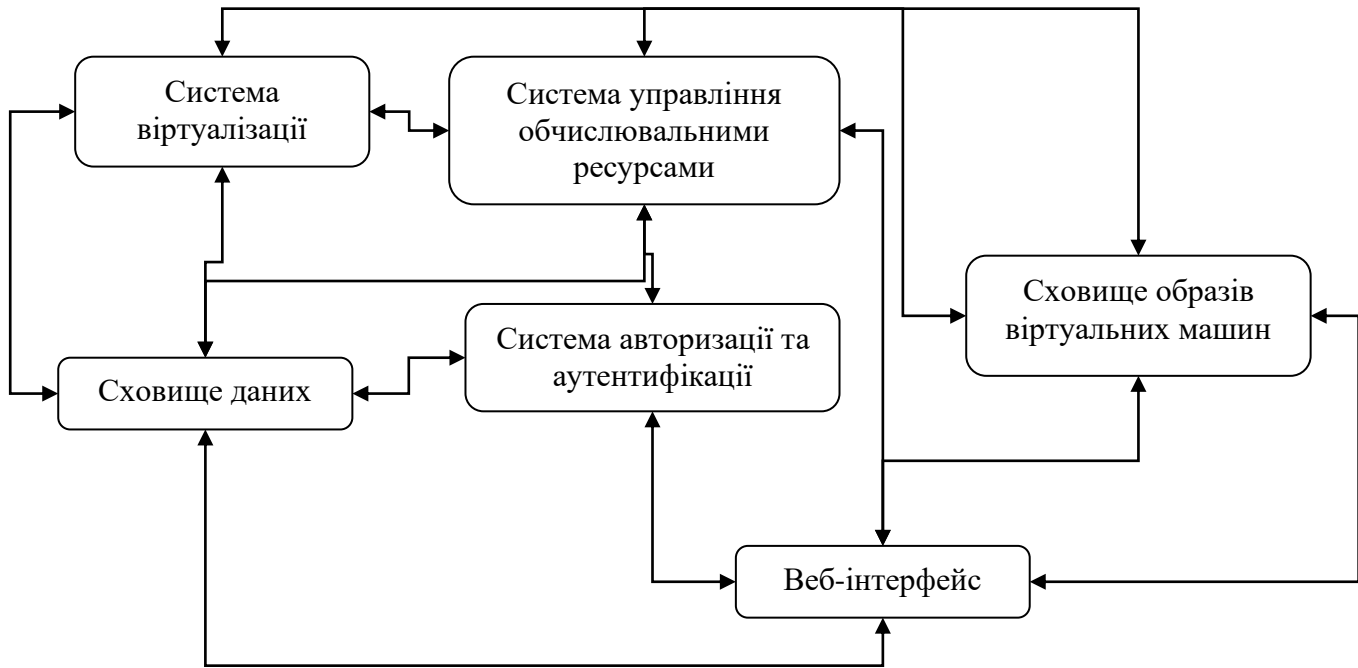 Система
віртуалізації
Система управління
обчислювальними
ресурсами
Сховище образів
віртуальних машин
Система авторизації та
аутентифікації
Сховище даних
Веб-інтерфейс